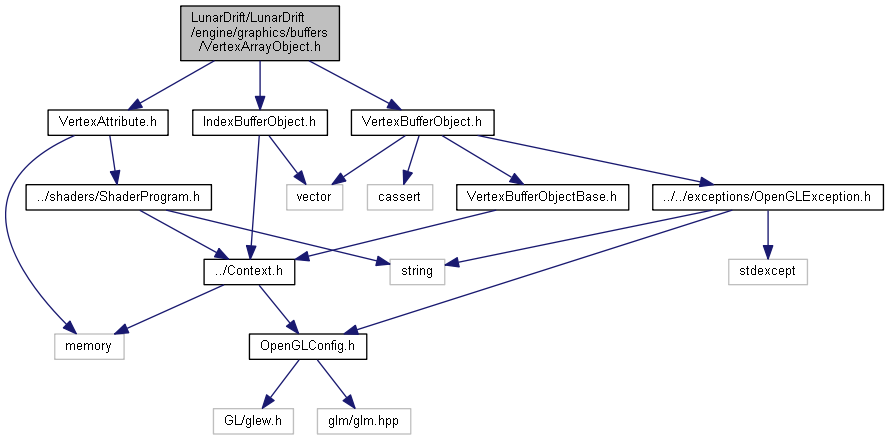 LunarDrift/LunarDrift
/engine/graphics/buffers
/VertexArrayObject.h
VertexAttribute.h
IndexBufferObject.h
VertexBufferObject.h
../shaders/ShaderProgram.h
vector
cassert
VertexBufferObjectBase.h
../../exceptions/OpenGLException.h
../Context.h
string
stdexcept
memory
OpenGLConfig.h
GL/glew.h
glm/glm.hpp